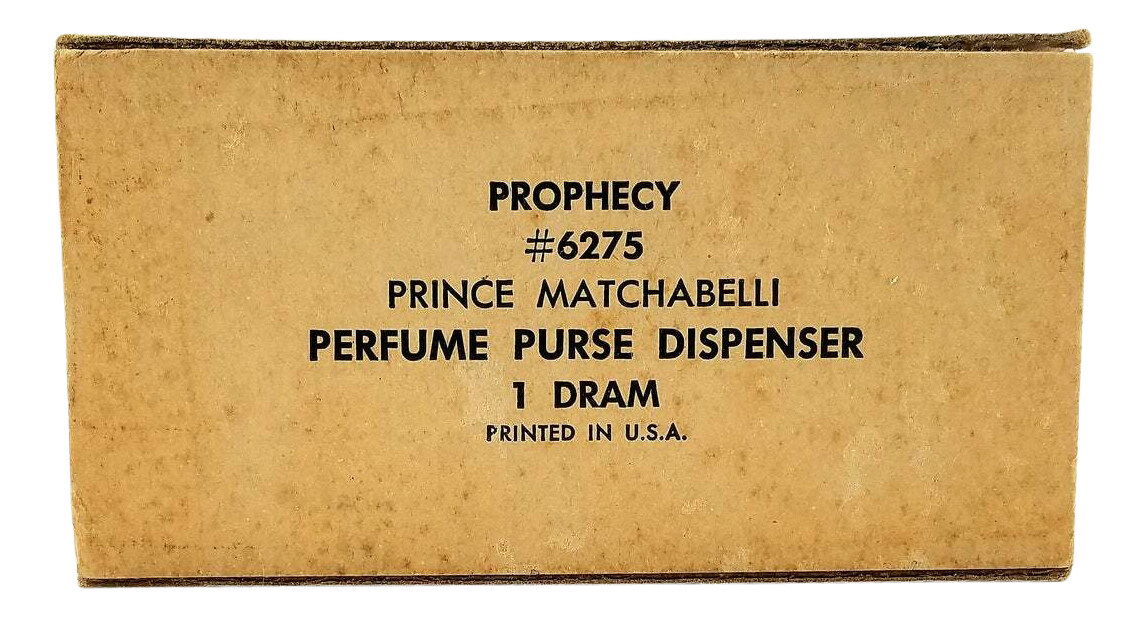 PROPHECY
#6275
PRINCE MATCHABELLI
PERFUME PURSE DISPENSER
1 DRAM
PRINTED IN U.S.A.